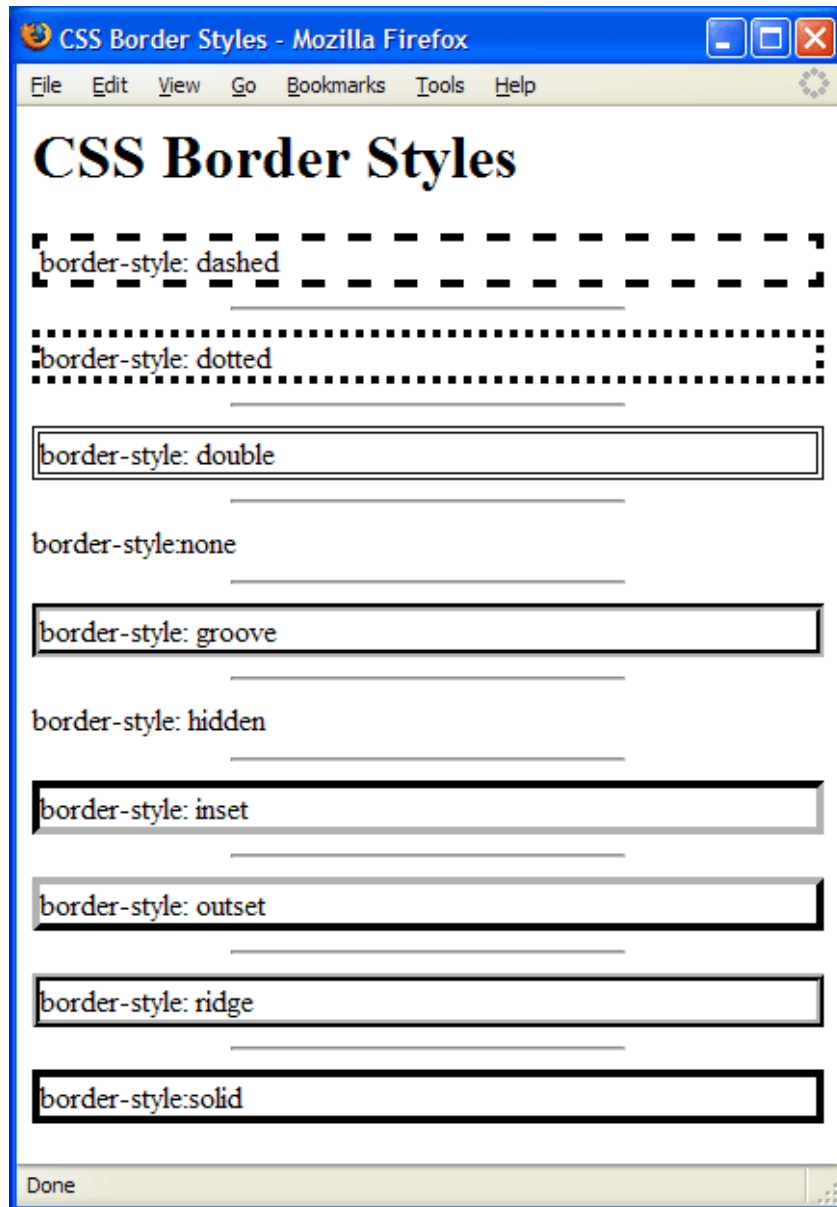 CSS Border Styles - Mozilla Firefox
File Edit View Go Bookmarks Tools Help
CSS Border Styles
border-style: dashed
border-style: dotted
border-style: double
border-style:none
border-style: groove
border-style: hidden
border-style: inset
border-style: outset
border-style: ridge
border-style:solid
Done